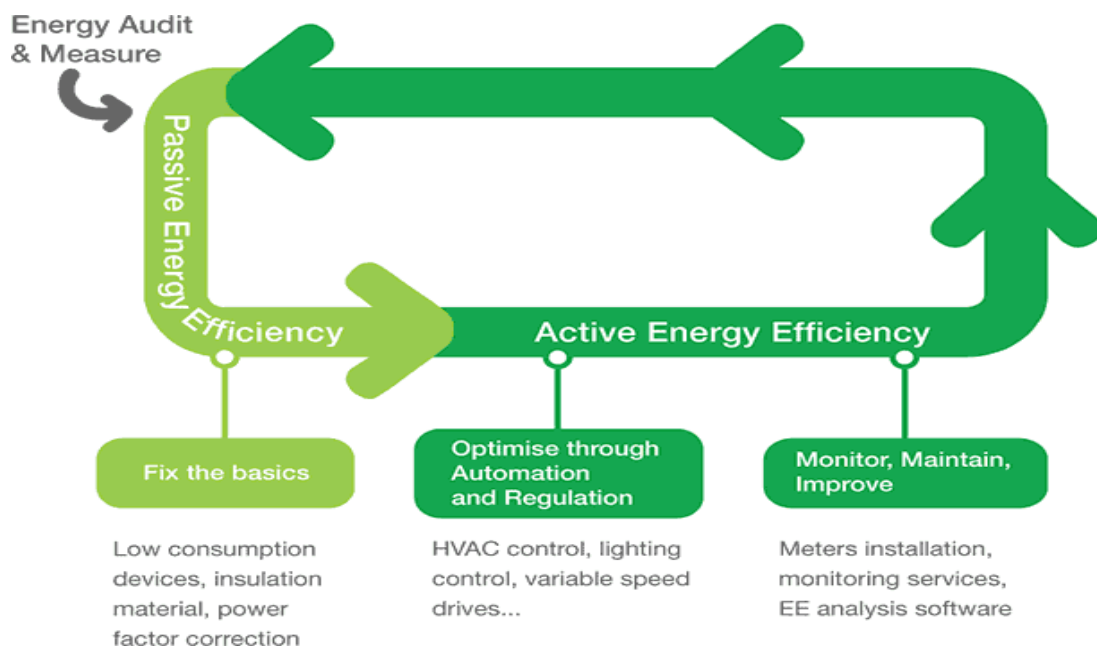 Energy Audit
& Measure
Passive Energy Efficiency
Active Energy Efficiency
Fix the basics
Low consumption
devices, insulation
material, power
factor correction
Optimise through
Automation
and Regulation
HVAC control, lighting
control, variable speed
drives...
Monitor, Maintain,
Improve
Meters installation,
monitoring services,
EE analysis software